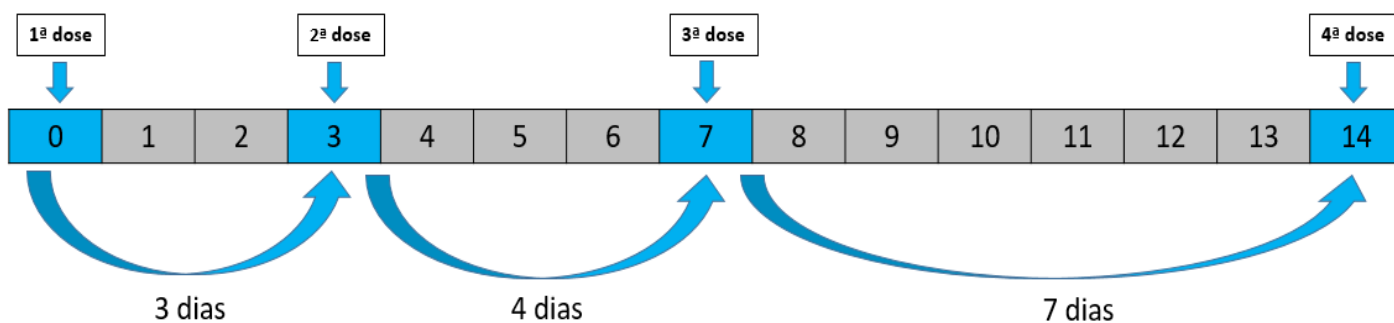 1ª dose 2ª dose 3ª dose 4ª dose
0 1 2 3 4 5 6 7 8 9 10 11 12 13 14
3 dias 4 dias 7 dias